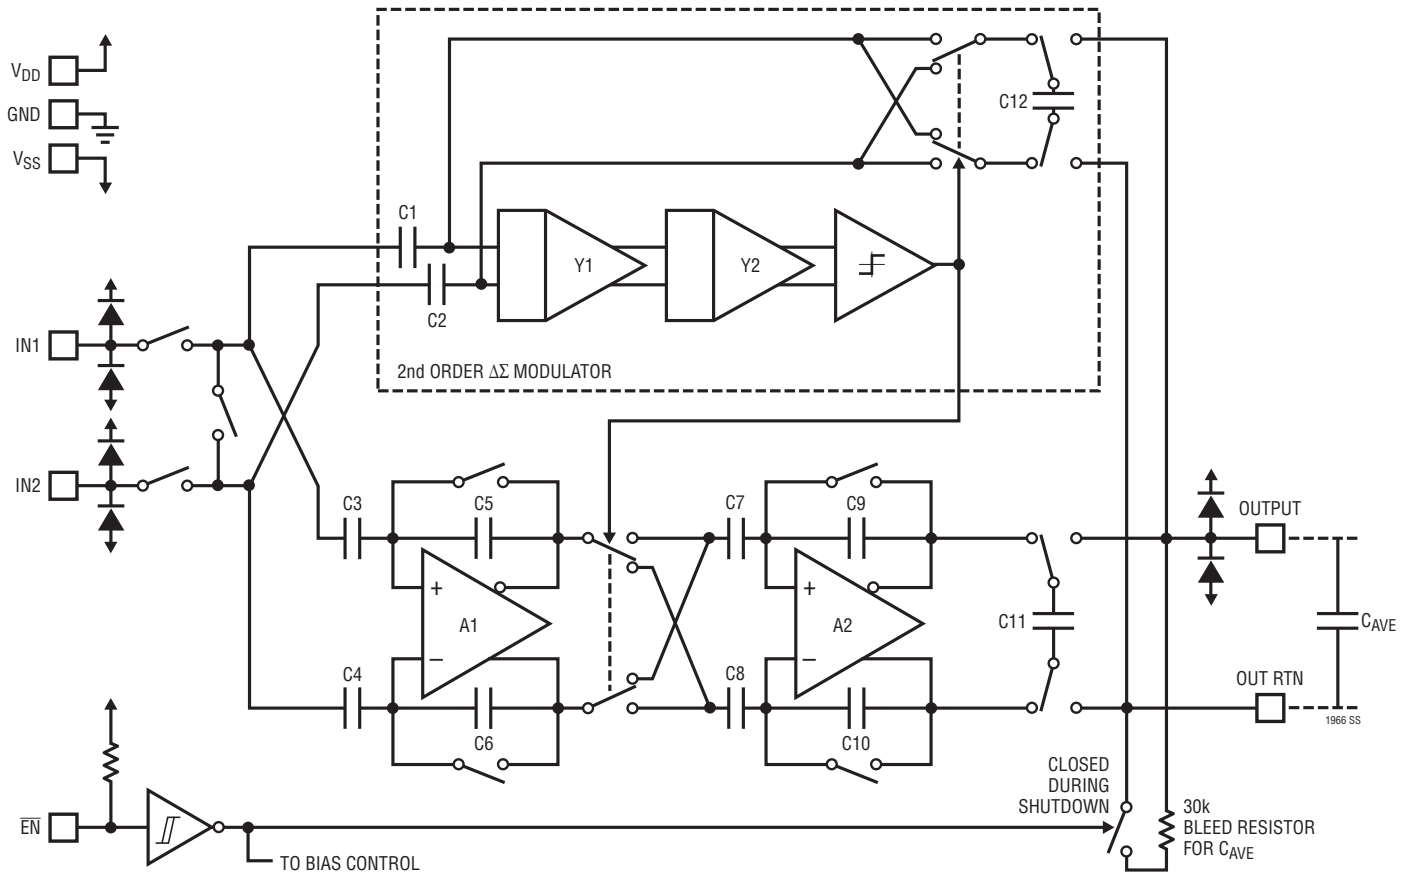 VDD
GND
VSS
C12
C1
C2
Y1
Y2
2nd ORDER ΔΣ MODULATOR
IN1
IN2
C3
C5
C7
C9
OUTPUT
+
A1
–
+
A2
–
C11
CAVE
C4
C6
C8
C10
OUT RTN
1966 SS
CLOSED
DURING
SHUTDOWN
30k
BLEED RESISTOR
FOR CAVE
EN
TO BIAS CONTROL